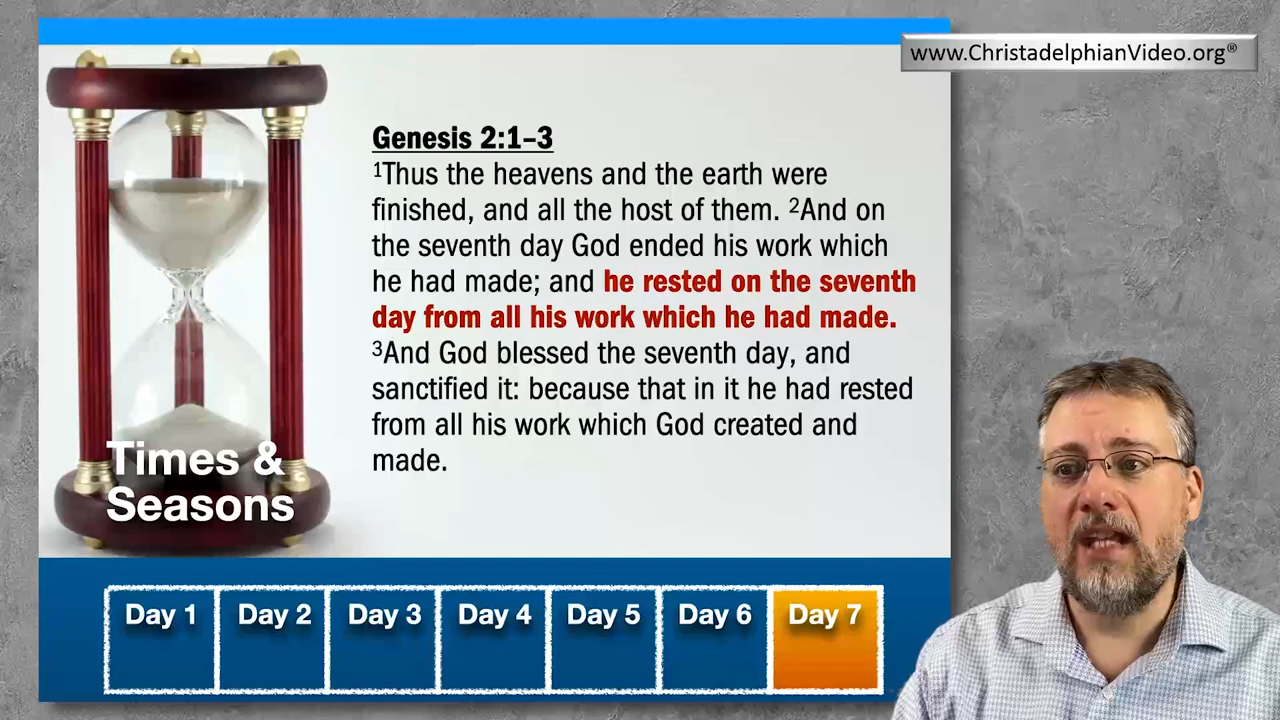 www.ChristadelphianVideo.org®
Genesis 2:1–3
¹Thus the heavens and the earth were
finished, and all the host of them. ²And on
the seventh day God ended his work which
he had made; and he rested on the seventh
day from all his work which he had made.
³And God blessed the seventh day, and
sanctified it: because that in it he had rested
from all his work which God created and
made.
Times &
Seasons
Day 1 Day 2 Day 3 Day 4 Day 5 Day 6 Day 7